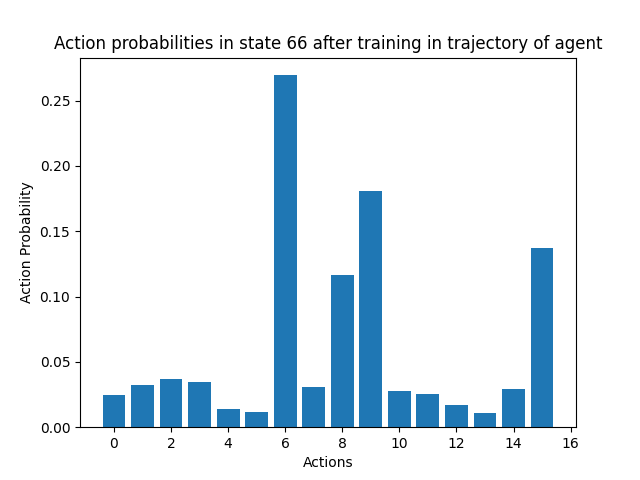 Action probabilities in state 66 after training in trajectory of agent
Action Probability
0.25
0.20
0.15
0.10
0.05
0.00
0 2 4 6 8 10 12 14 16
Actions